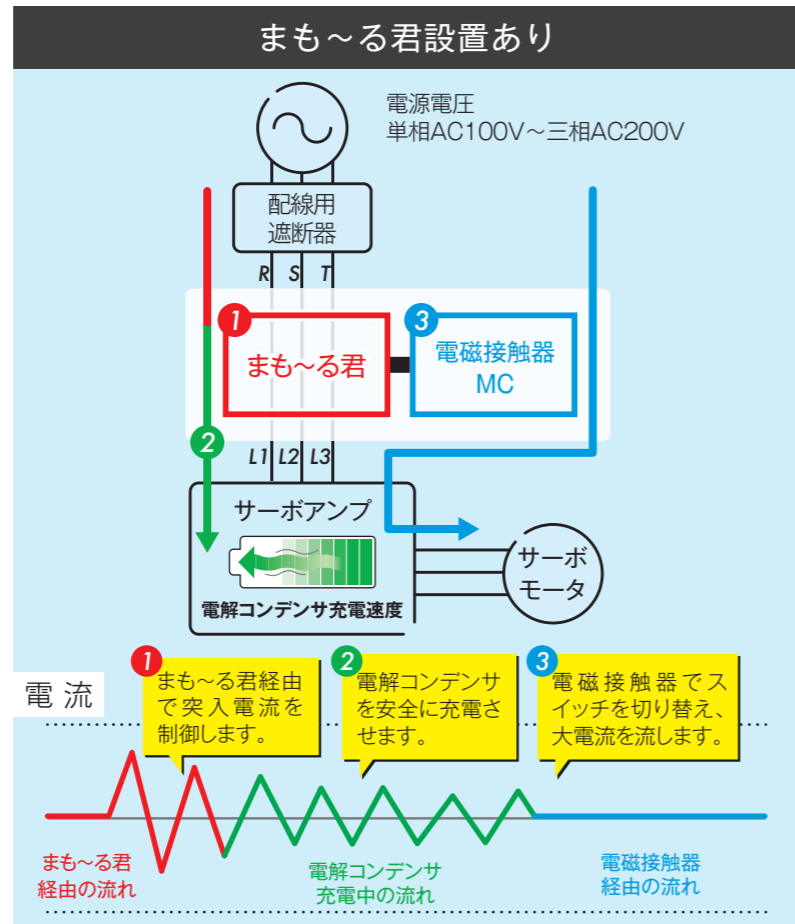 まも～る君設置あり
電源電圧
単相AC100V～三相AC200V
配線用
遮断器
R S T
1
まも～る君
3
電磁接触器
MC
2
L1 L2 L3
サーボアンプ
電解コンデンサ充電速度
サーボ
モータ
電流
1
まも～る君経由
で突入電流を
制御します。
2
電解コンデンサ
を安全に充電さ
せます。
3
電磁接触器でス
イッチを切り替え、
大電流を流します。
まも～る君
経由の流れ
電解コンデンサ
充電中の流れ
電磁接触器
経由の流れ